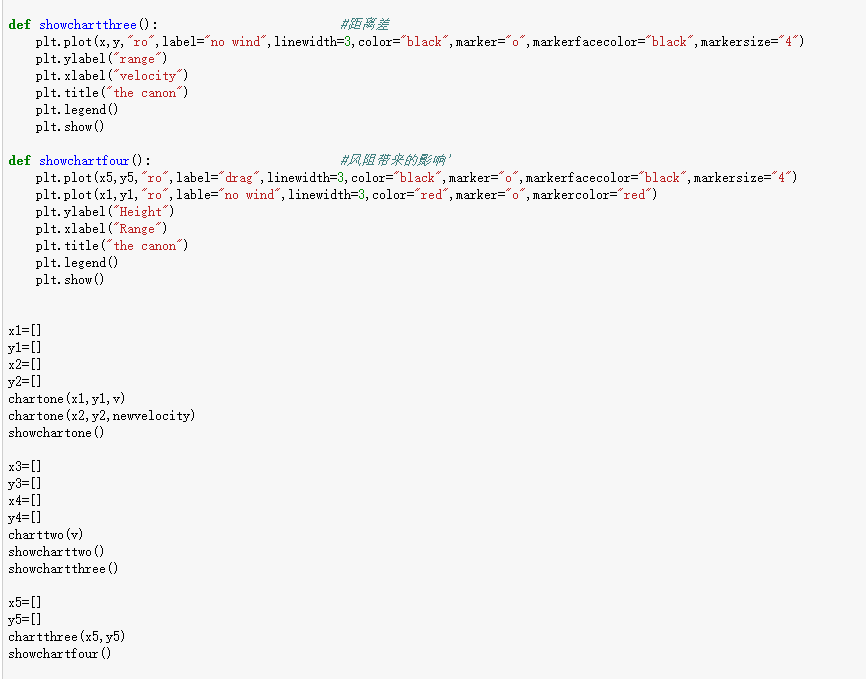 def showchartthree():                         #距离差
    plt.plot(x,y,"ro",label="no wind",linewidth=3,color="black",marker="o",markerfacecolor="black",markersize="4")
    plt.ylabel("range")
    plt.xlabel("velocity")
    plt.title("the canon")
    plt.legend()
    plt.show()

def showchartfour():                          #风阻带来的影响'
    plt.plot(x5,y5,"ro",label="drag",linewidth=3,color="black",marker="o",markerfacecolor="black",markersize="4")
    plt.plot(x1,y1,"ro",lable="no wind",linewidth=3,color="red",marker="o",markercolor="red")
    plt.ylabel("Height")
    plt.xlabel("Range")
    plt.title("the canon")
    plt.legend()
    plt.show()

x1=[]
y1=[]
x2=[]
y2=[]
chartone(x1,y1,v)
chartone(x2,y2,newvelocity)
showchartone()

x3=[]
y3=[]
x4=[]
y4=[]
charttwo(v)
showcharttwo()
showchartthree()

x5=[]
y5=[]
chartthree(x5,y5)
showchartfour()